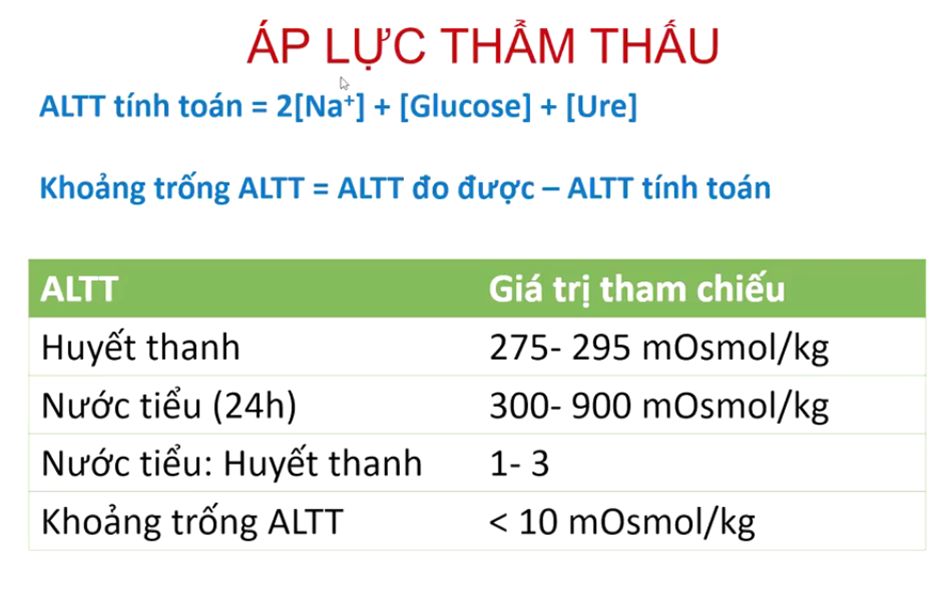 ÁP LỰC THẨM THẤU
ALTT tính toán = 2[Na⁺] + [Glucose] + [Ure]
Khoảng trống ALTT = ALTT đo được – ALTT tính toán
ALTT Giá trị tham chiếu
Huyết thanh 275- 295 mOsmol/kg
Nước tiểu (24h) 300- 900 mOsmol/kg
Nước tiểu: Huyết thanh 1- 3
Khoảng trống ALTT < 10 mOsmol/kg